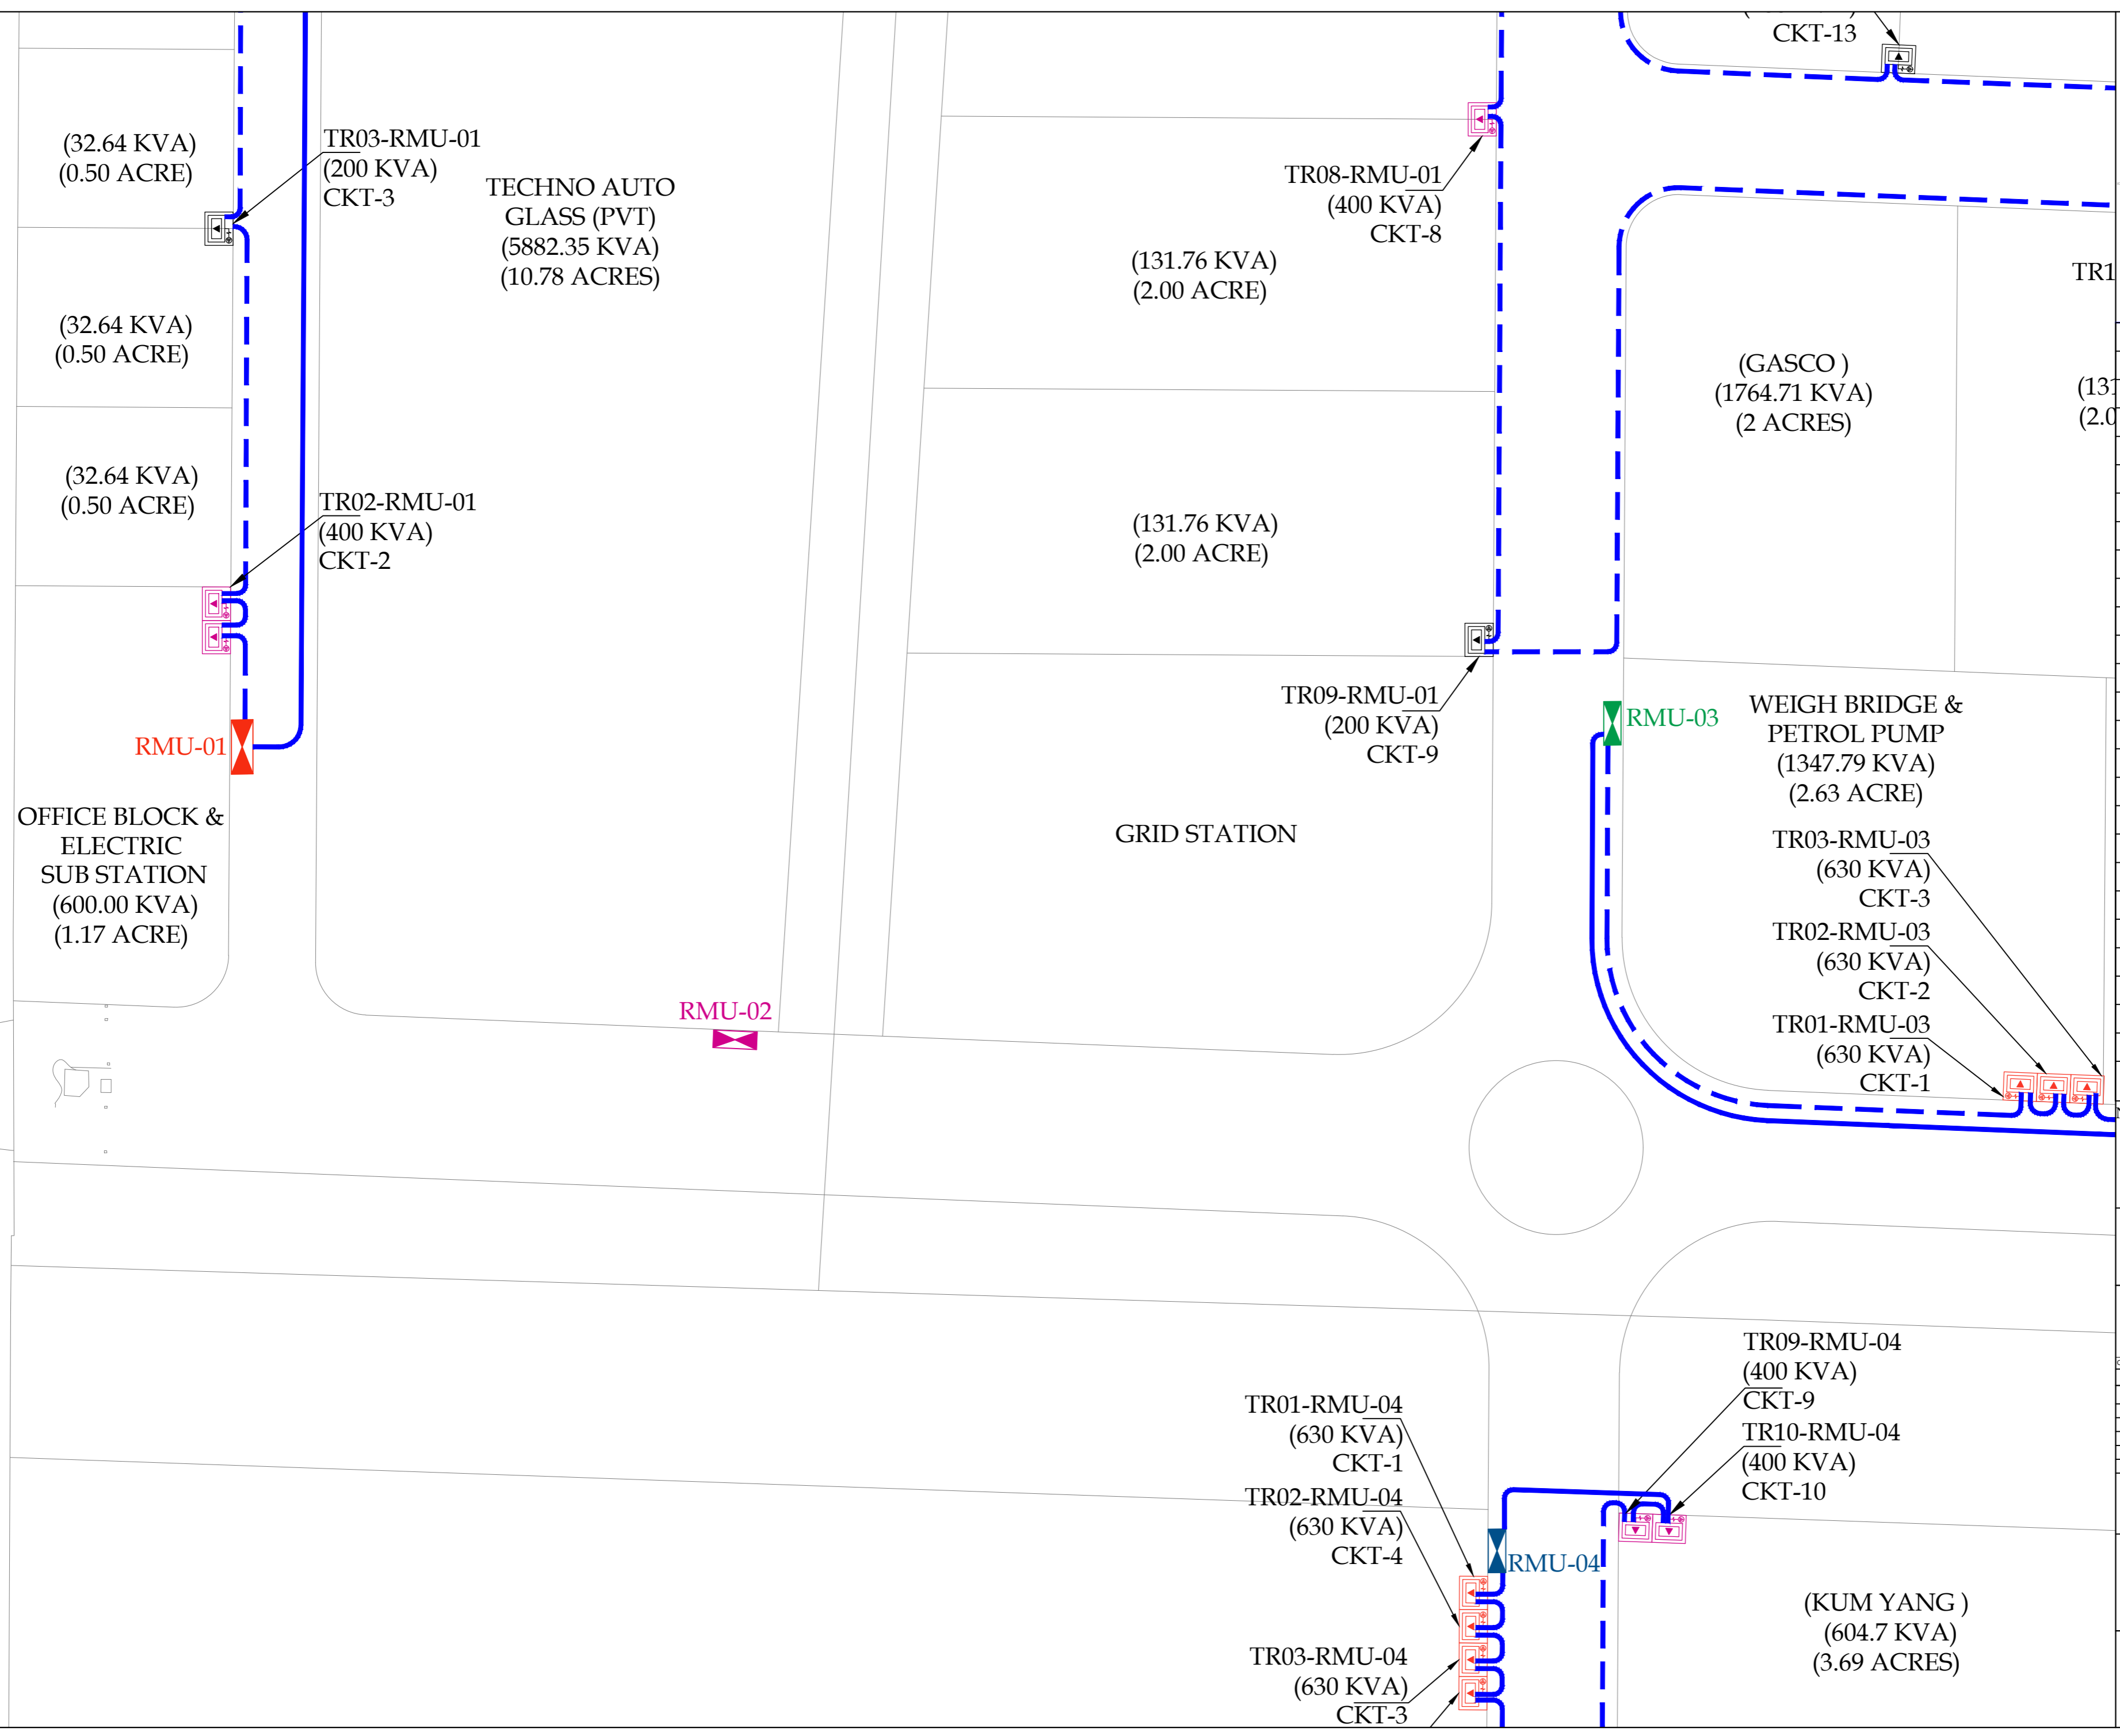 CKT-13
(32.64 KVA)
(0.50 ACRE)
TR03-RMU-01
(200 KVA)
CKT-3
TECHNO AUTO
GLASS (PVT)
(5882.35 KVA)
(10.78 ACRES)
TR08-RMU-01
(400 KVA)
CKT-8
(131.76 KVA)
(2.00 ACRE)
TR1
(32.64 KVA)
(0.50 ACRE)
(GASCO )
(1764.71 KVA)
(2 ACRES)
(131
(2.0
(32.64 KVA)
(0.50 ACRE)
TR02-RMU-01
(400 KVA)
CKT-2
(131.76 KVA)
(2.00 ACRE)
RMU-01
TR09-RMU-01
(200 KVA)
CKT-9
RMU-03
WEIGH BRIDGE &
PETROL PUMP
(1347.79 KVA)
(2.63 ACRE)
OFFICE BLOCK &
ELECTRIC
SUB STATION
(600.00 KVA)
(1.17 ACRE)
GRID STATION
TR03-RMU-03
(630 KVA)
CKT-3
TR02-RMU-03
(630 KVA)
CKT-2
RMU-02
TR01-RMU-03
(630 KVA)
CKT-1
TR09-RMU-04
(400 KVA)
CKT-9
TR01-RMU-04
(630 KVA)
CKT-1
TR10-RMU-04
(400 KVA)
CKT-10
TR02-RMU-04
(630 KVA)
CKT-4
RMU-04
(KUM YANG )
(604.7 KVA)
(3.69 ACRES)
TR03-RMU-04
(630 KVA)
CKT-3